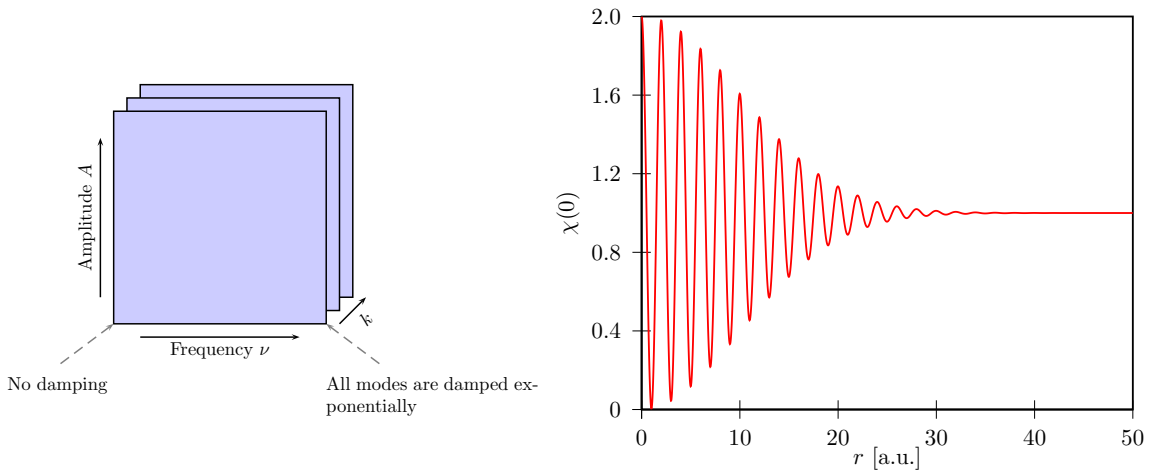 Amplitude A
Frequency ν
k
No damping
All modes are damped ex-
ponentially
χ(0)
2.0
1.6
1.2
0.8
0.4
0
0 10 20 30 40 50
r [a.u.]